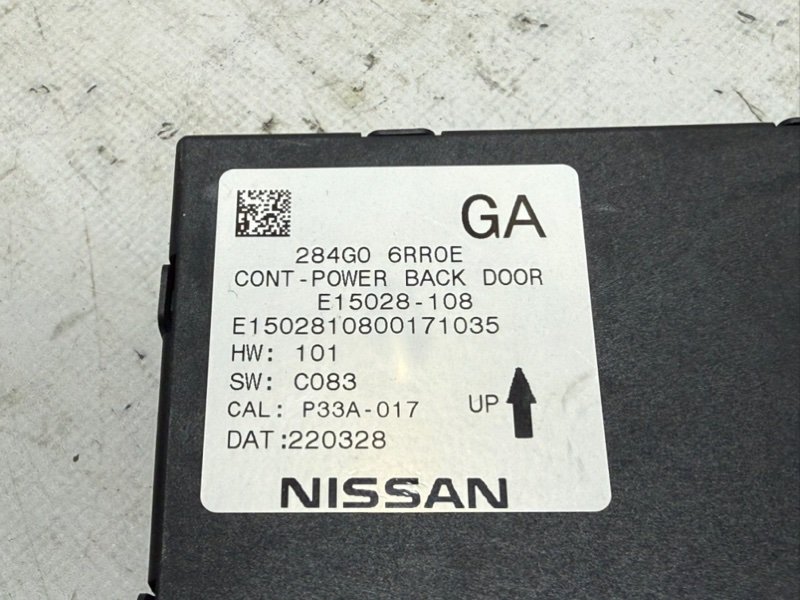 GA
284G0 6RR0E
CONT-POWER BACK DOOR
E15028-108
E1502810800171035
HW: 101
SW: C083
CAL: P33A-017
UP
DAT:220328
NISSAN